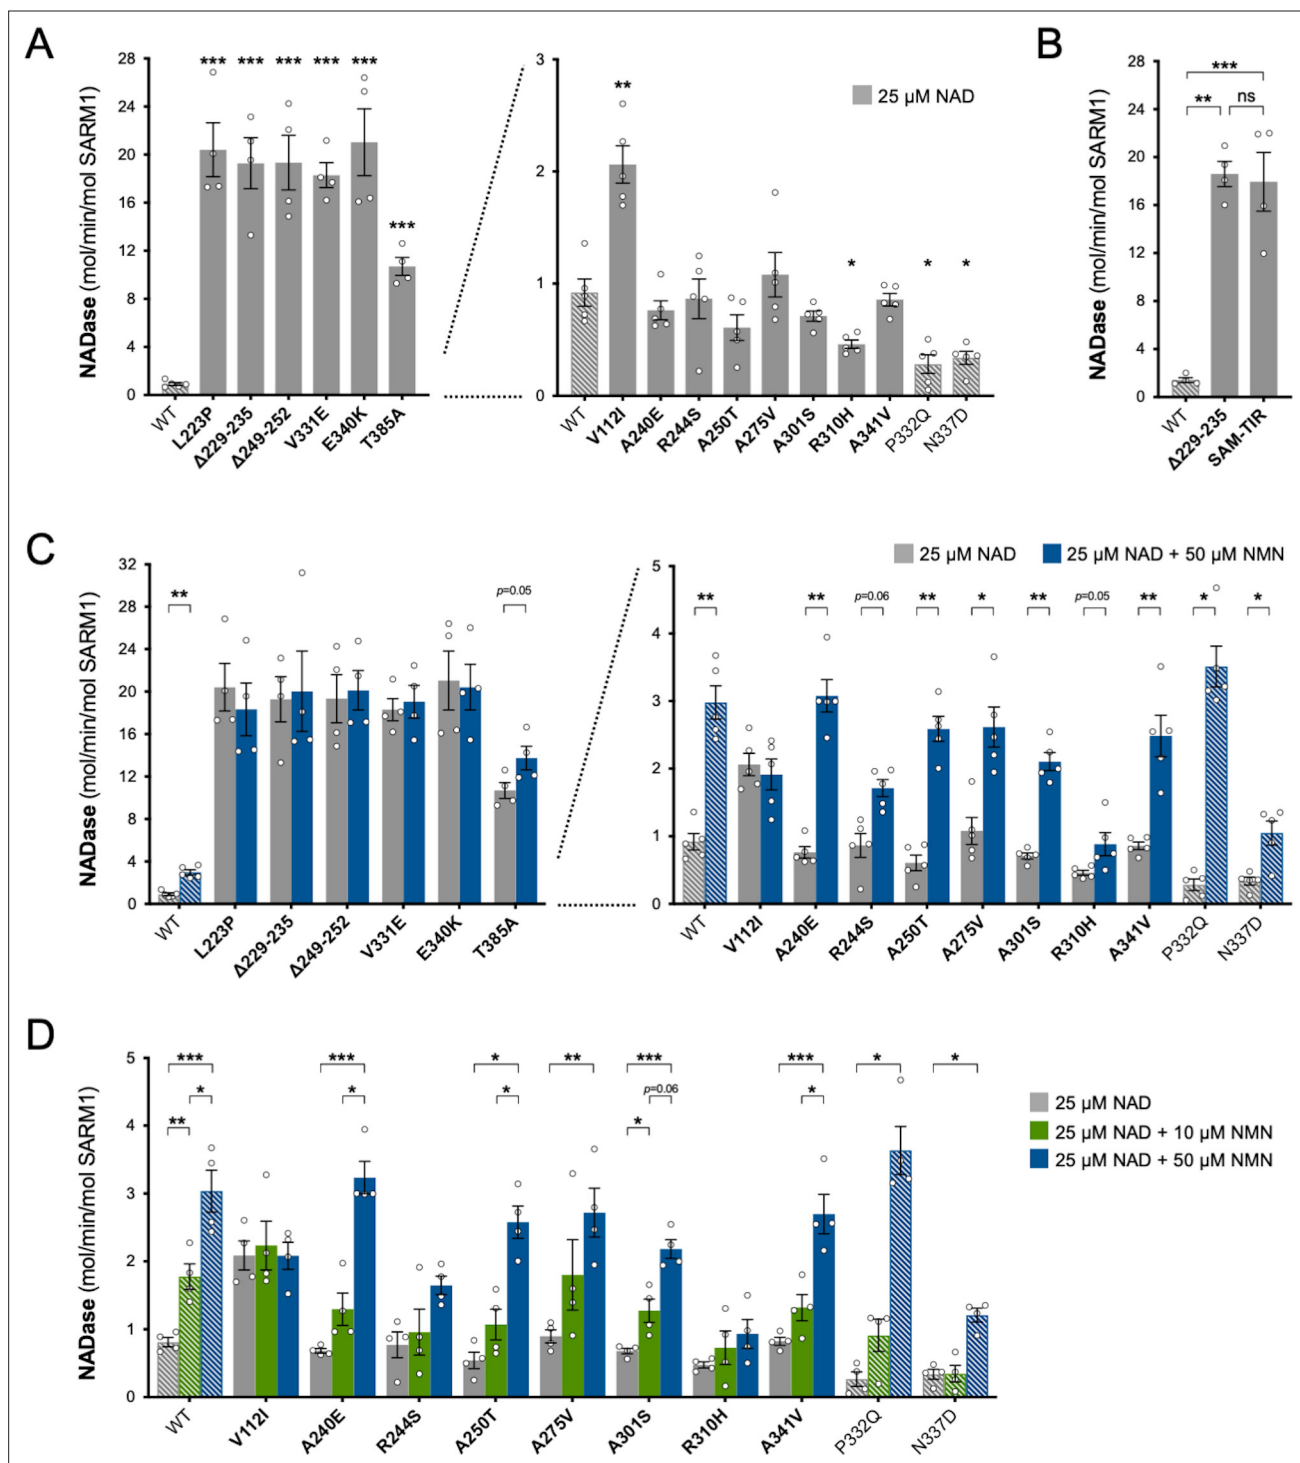 A
NADase (mol/min/mol SARM1)
28
24
20
16
12
8
4
0
*** *** *** *** ***
***
WT
L223P
Δ229-235
Δ249-252
V331E
E340K
T385A
3
2
1
0
25 µM NAD
**
* * *
WT
V112I
A240E
R244S
A250T
A275V
A301S
R310H
A341V
P332Q
N337D
B
NADase (mol/min/mol SARM1)
28
24
20
16
12
8
4
0
***
** ns
WT
Δ229-235
SAM-TIR
C
25 µM NAD 25 µM NAD + 50 µM NMN
NADase (mol/min/mol SARM1)
32
28
24
20
16
12
8
4
0
** p=0.05
WT
L223P
Δ229-235
Δ249-252
V331E
E340K
T385A
5
4
3
2
1
0
** ** p=0.06 ** * ** p=0.05 ** * *
WT
V112I
A240E
R244S
A250T
A275V
A301S
R310H
A341V
P332Q
N337D
D
NADase (mol/min/mol SARM1)
5
4
3
2
1
0
*** *** * ** *** *** * *
* * * p=0.06 *
** *
25 µM NAD
25 µM NAD + 10 µM NMN
25 µM NAD + 50 µM NMN
WT
V112I
A240E
R244S
A250T
A275V
A301S
R310H
A341V
P332Q
N337D